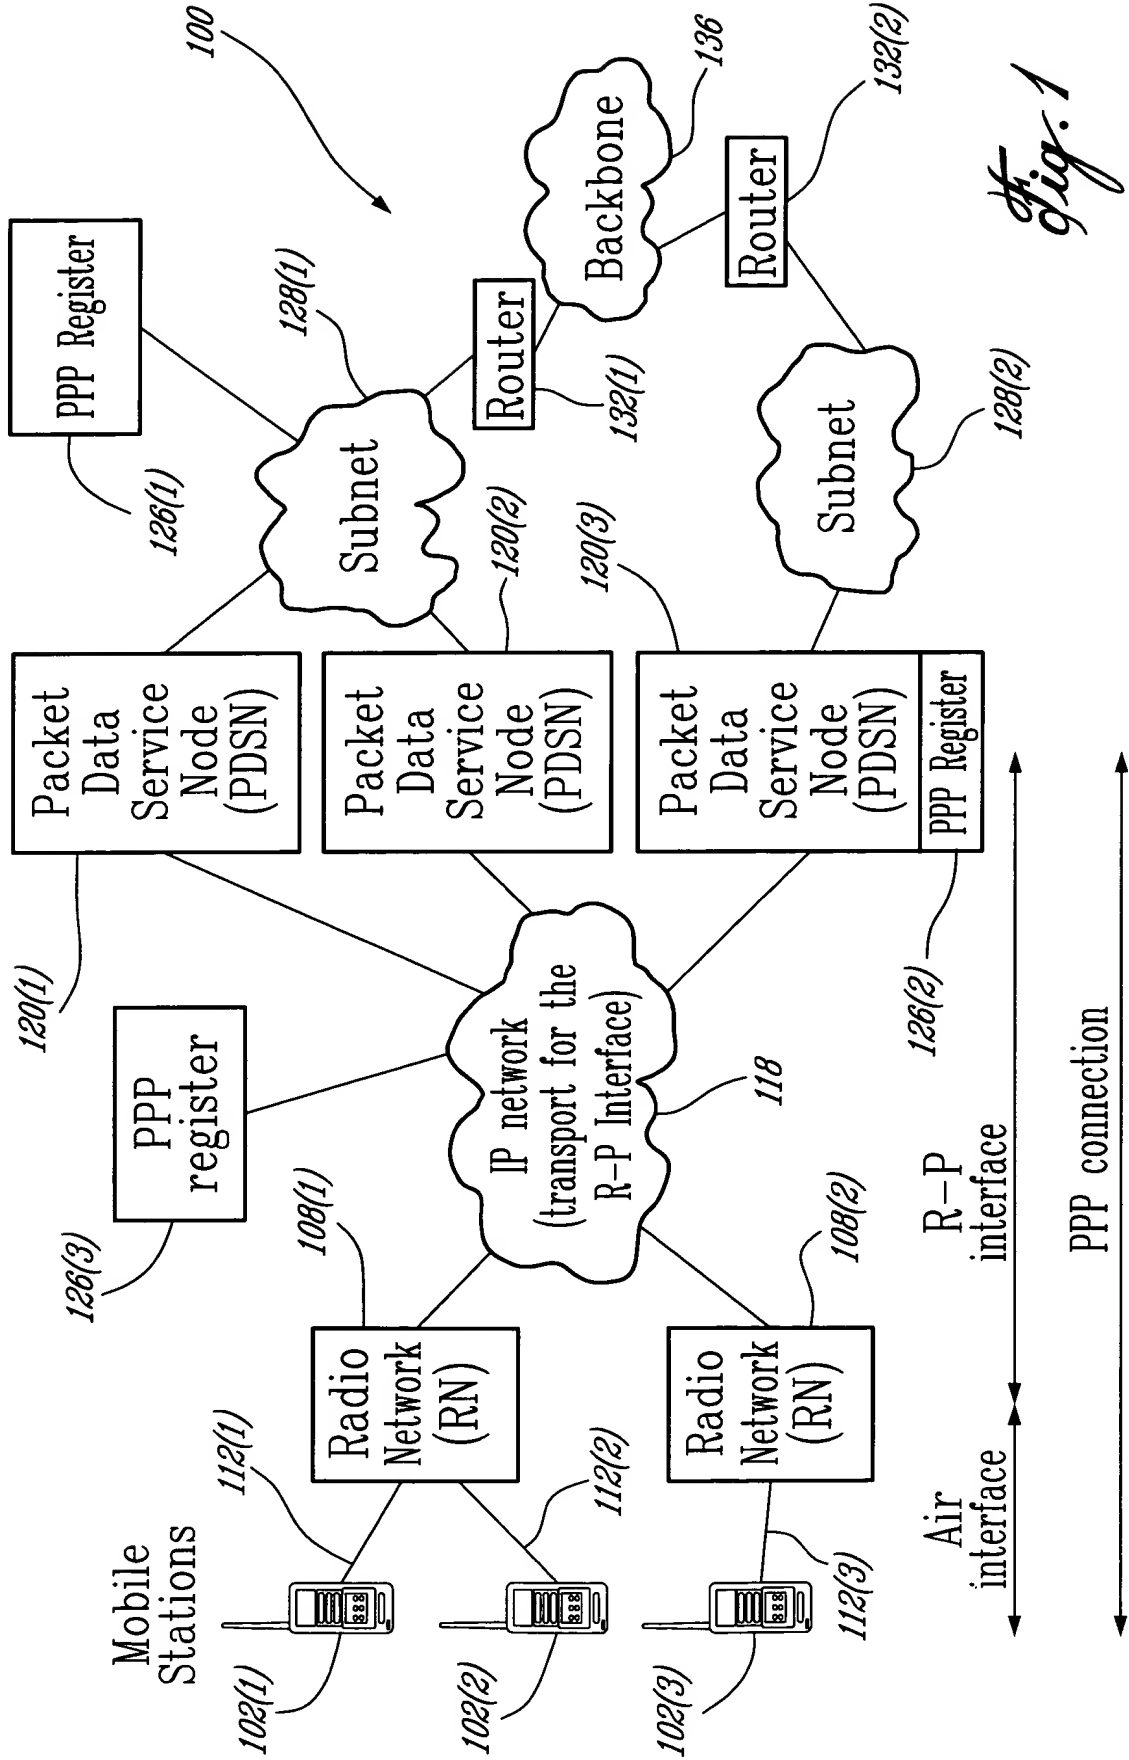 100
PPP Register
126(1)
128(1)
Subnet
Router
132(1)
Backbone
136
Router
132(2)
Subnet
128(2)
Packet
Data
Service
Node
(PDSN)
120(1)
Packet
Data
Service
Node
(PDSN)
120(2)
Packet
Data
Service
Node
(PDSN)
120(3)
PPP Register
126(2)
PPP
register
126(3)
IP network
(transport for the
R-P Interface)
118
Radio
Network
(RN)
108(1)
Radio
Network
(RN)
108(2)
Mobile
Stations
102(1)
102(2)
102(3)
112(1)
112(2)
112(3)
Air
interface
R-P
interface
PPP connection
Fig. 1